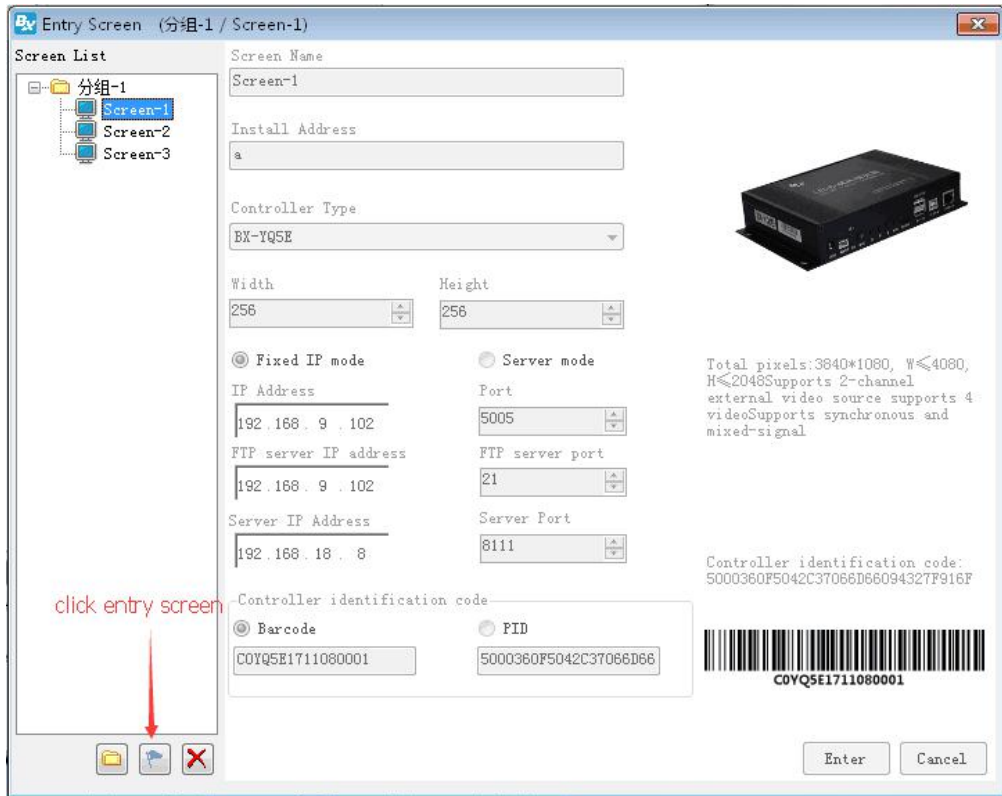 BX Entry Screen (分组-1 / Screen-1)
Screen List
分组-1
Screen-1
Screen-2
Screen-3
click entry screen
Screen Name
Screen-1
Install Address
a
Controller Type
BX-YQ5E
Width Height
256 256
Fixed IP mode Server mode
IP Address Port
192 . 168 . 9 . 102 5005
FTP server IP address FTP server port
192 . 168 . 9 . 102 21
Server IP Address Server Port
192 . 168 . 18 . 8 8111
Controller identification code
Barcode PID
C0YQ5E1711080001 5000360F5042C37066D66
Total pixels:3840*1080, W≤4080,
H≤2048Supports 2-channel
external video source supports 4
videoSupports synchronous and
mixed-signal
Controller identification code:
5000360F5042C37066D66094327F916F
C0YQ5E1711080001
Enter Cancel